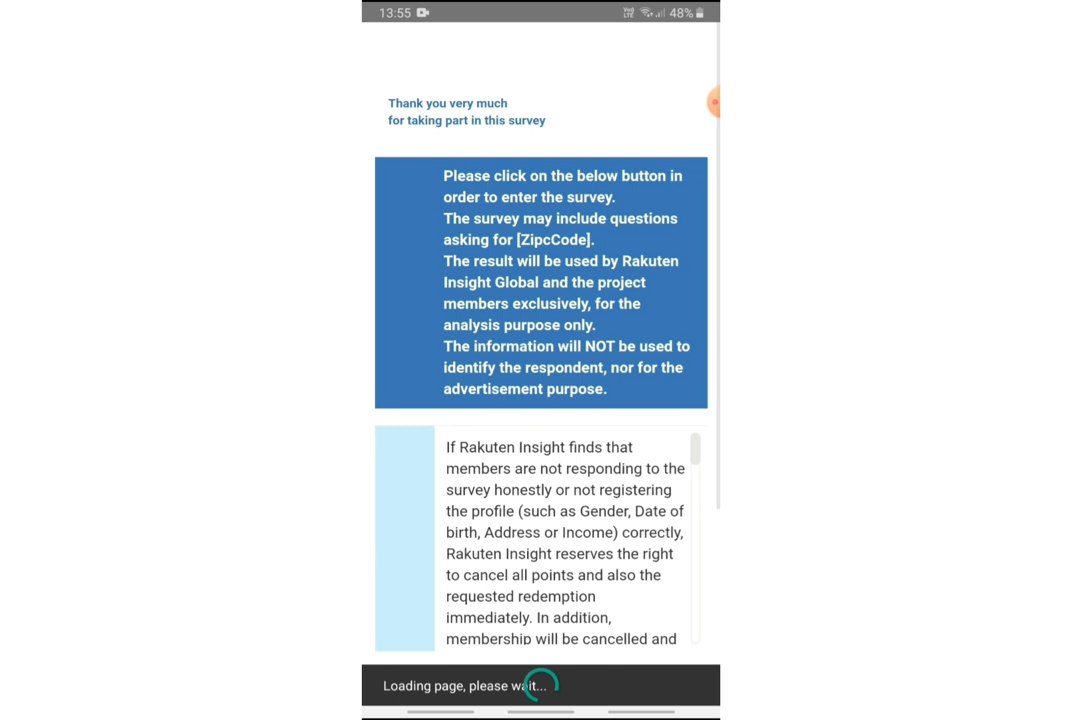 13:55
Vo) LTE 48%
Thank you very much
for taking part in this survey
Please click on the below button in
order to enter the survey.
The survey may include questions
asking for [ZipcCode].
The result will be used by Rakuten
Insight Global and the project
members exclusively, for the
analysis purpose only.
The information will NOT be used to
identify the respondent, nor for the
advertisement purpose.
If Rakuten Insight finds that
members are not responding to the
survey honestly or not registering
the profile (such as Gender, Date of
birth, Address or Income) correctly,
Rakuten Insight reserves the right
to cancel all points and also the
requested redemption
immediately. In addition,
membership will be cancelled and
Loading page, please wait...